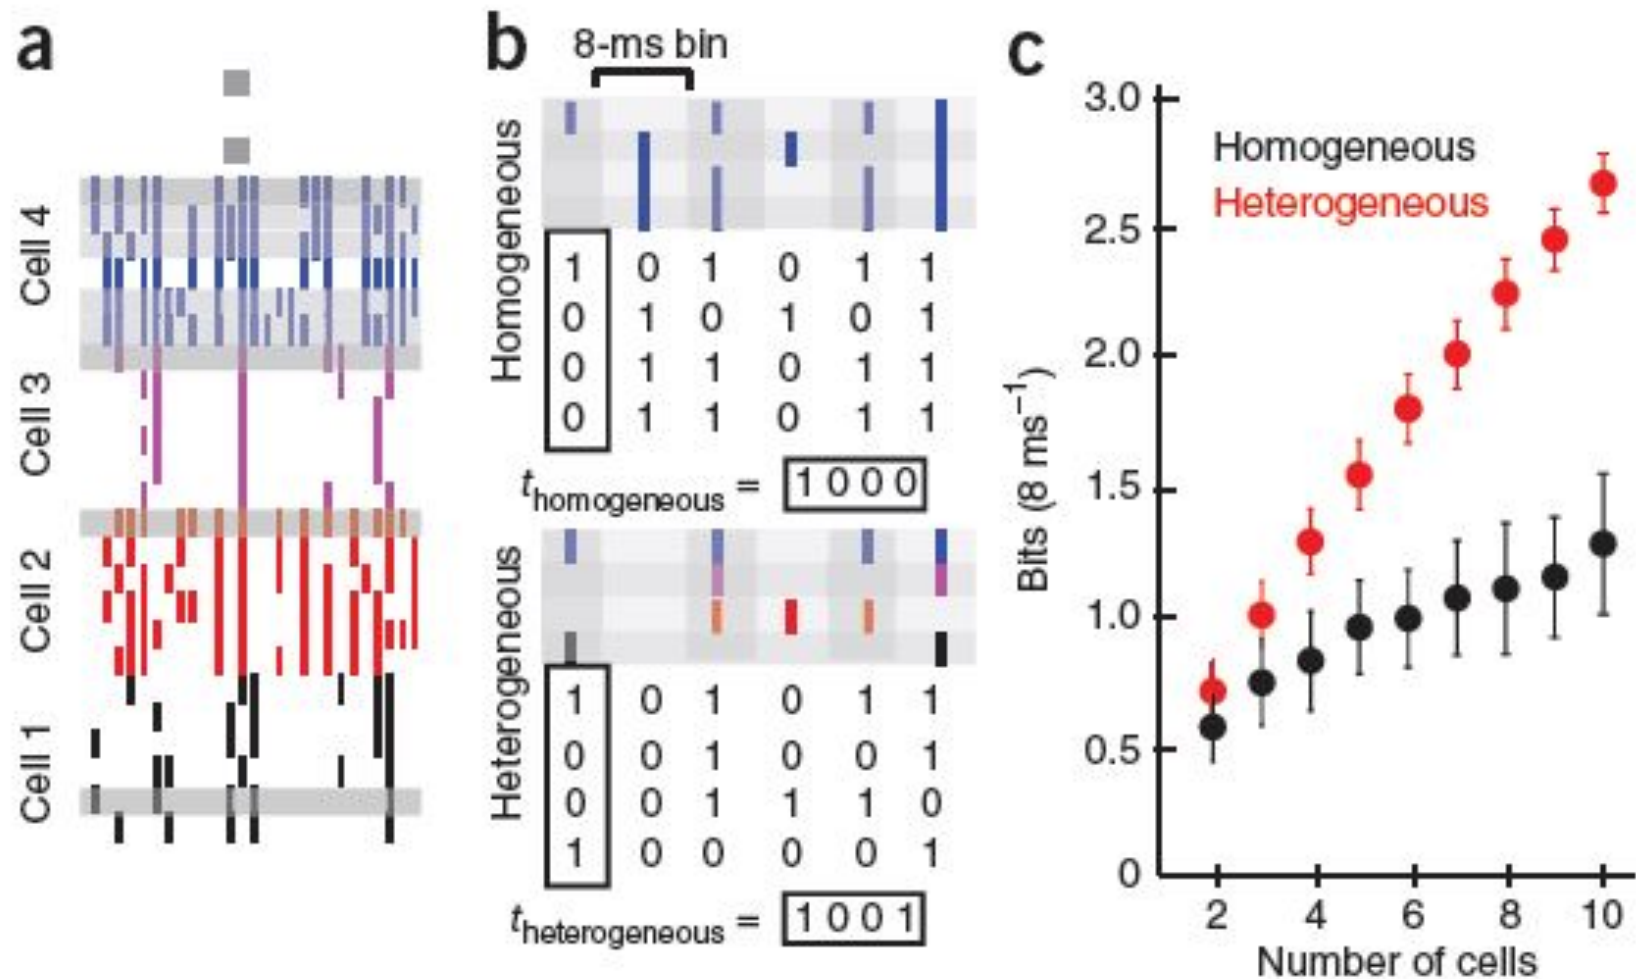 a
Cell 4
Cell 3
Cell 2
Cell 1
b
8-ms bin
Homogeneous
1 0 1 0 1 1
0 1 0 1 0 1
0 1 1 0 1 1
0 1 1 0 1 1
t homogeneous = 1 0 0 0
Heterogeneous
1 0 1 0 1 1
0 0 1 0 0 1
0 0 1 1 1 0
1 0 0 0 0 1
t heterogeneous = 1 0 0 1
c
Homogeneous
Heterogeneous
Bits (8 ms⁻¹)
3.0
2.5
2.0
1.5
1.0
0.5
0
2 4 6 8 10
Number of cells